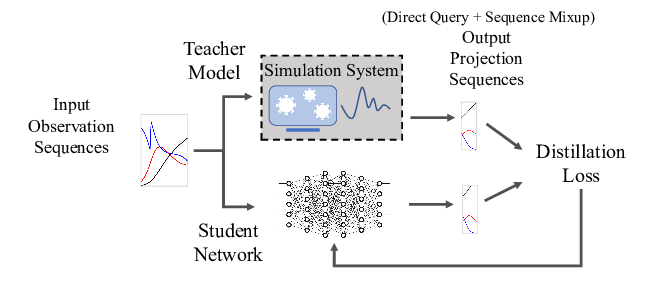 (Direct Query + Sequence Mixup)
Output
Projection
Sequences
Teacher
Model
Simulation System
Input
Observation
Sequences
Distillation
Loss
Student
Network